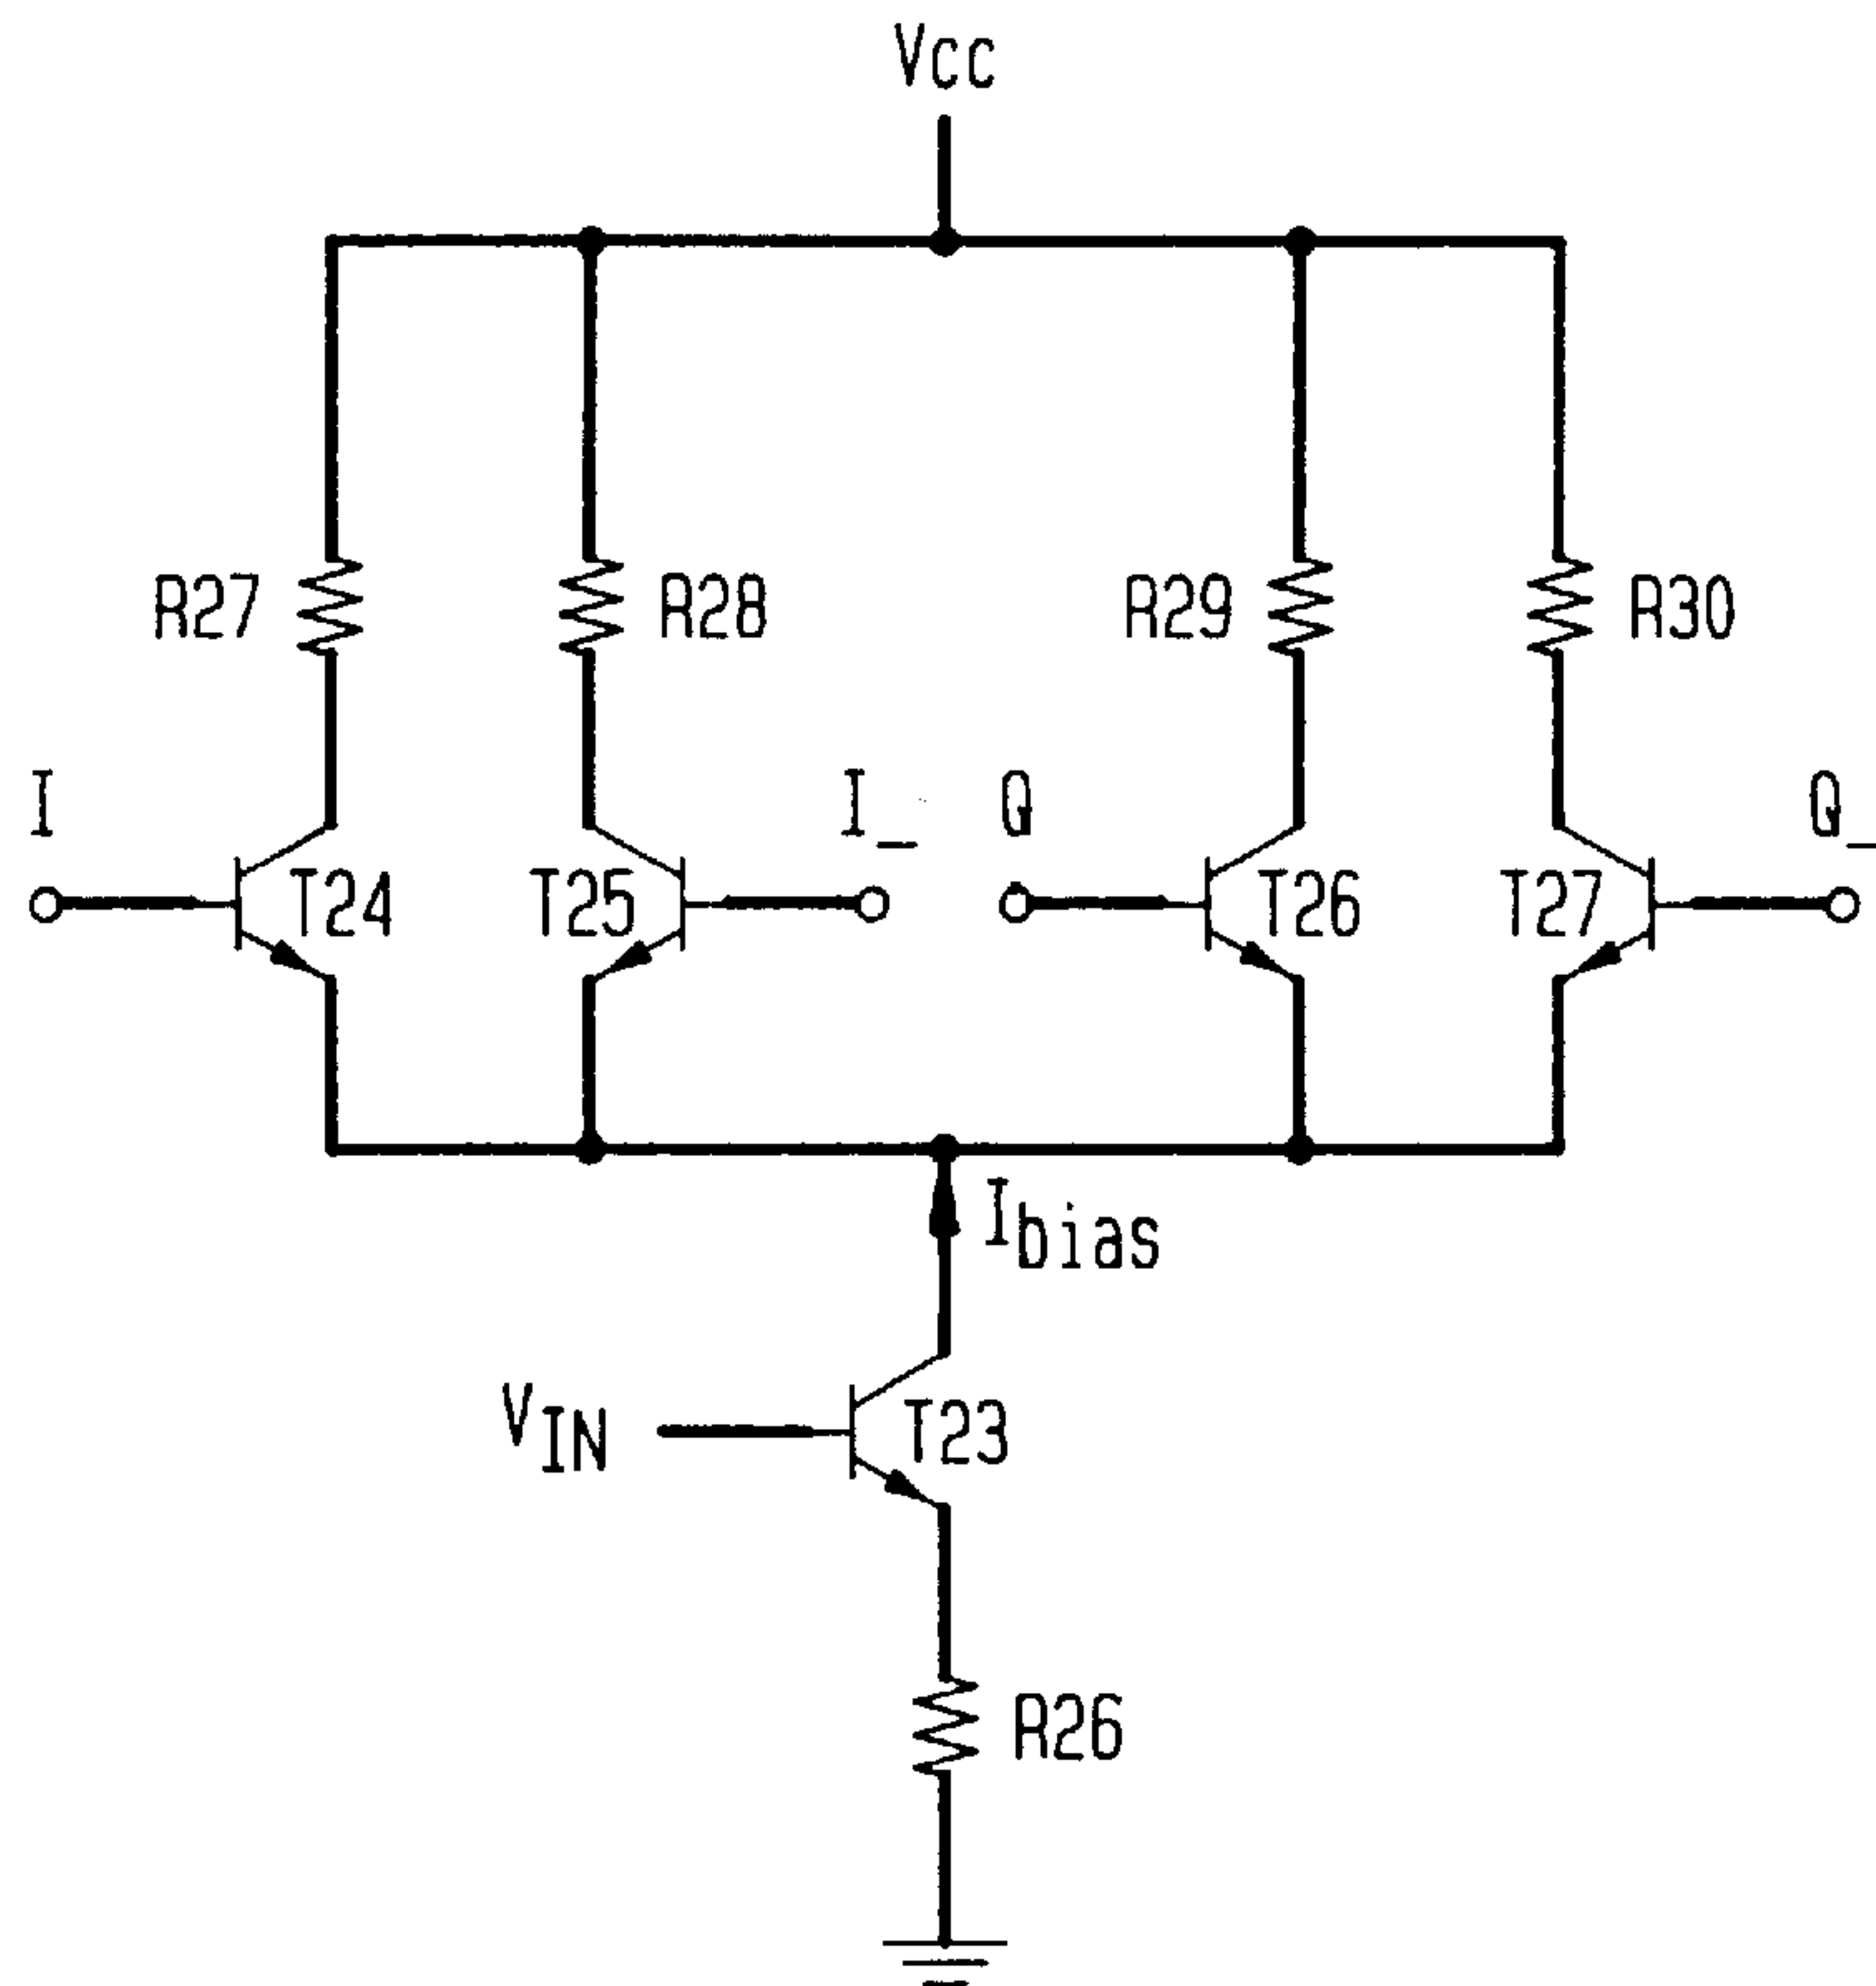 VCC
R27
R28
R29
R30
I
I_
Q
Q_
T24
T25
T26
T27
Ibias
VIN
T23
R26